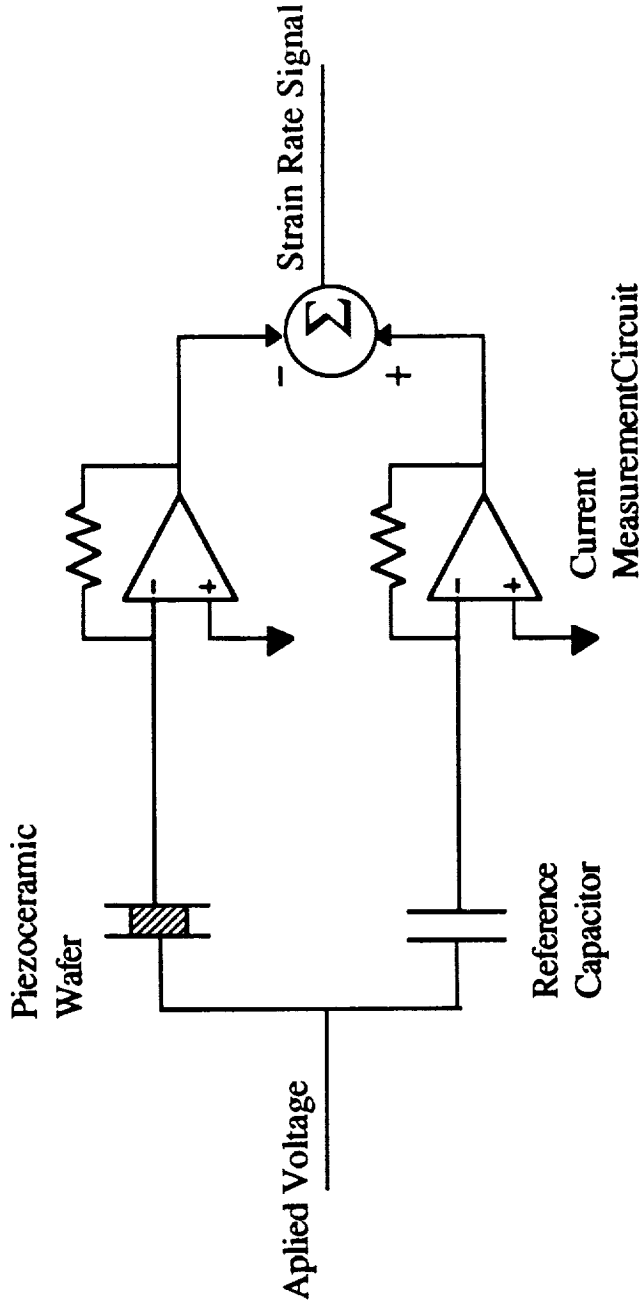 Piezoceramic
Wafer
Aplied Voltage
Reference
Capacitor
-
+
-
+
Current
MeasurementCircuit
-
+
Σ
Strain Rate Signal